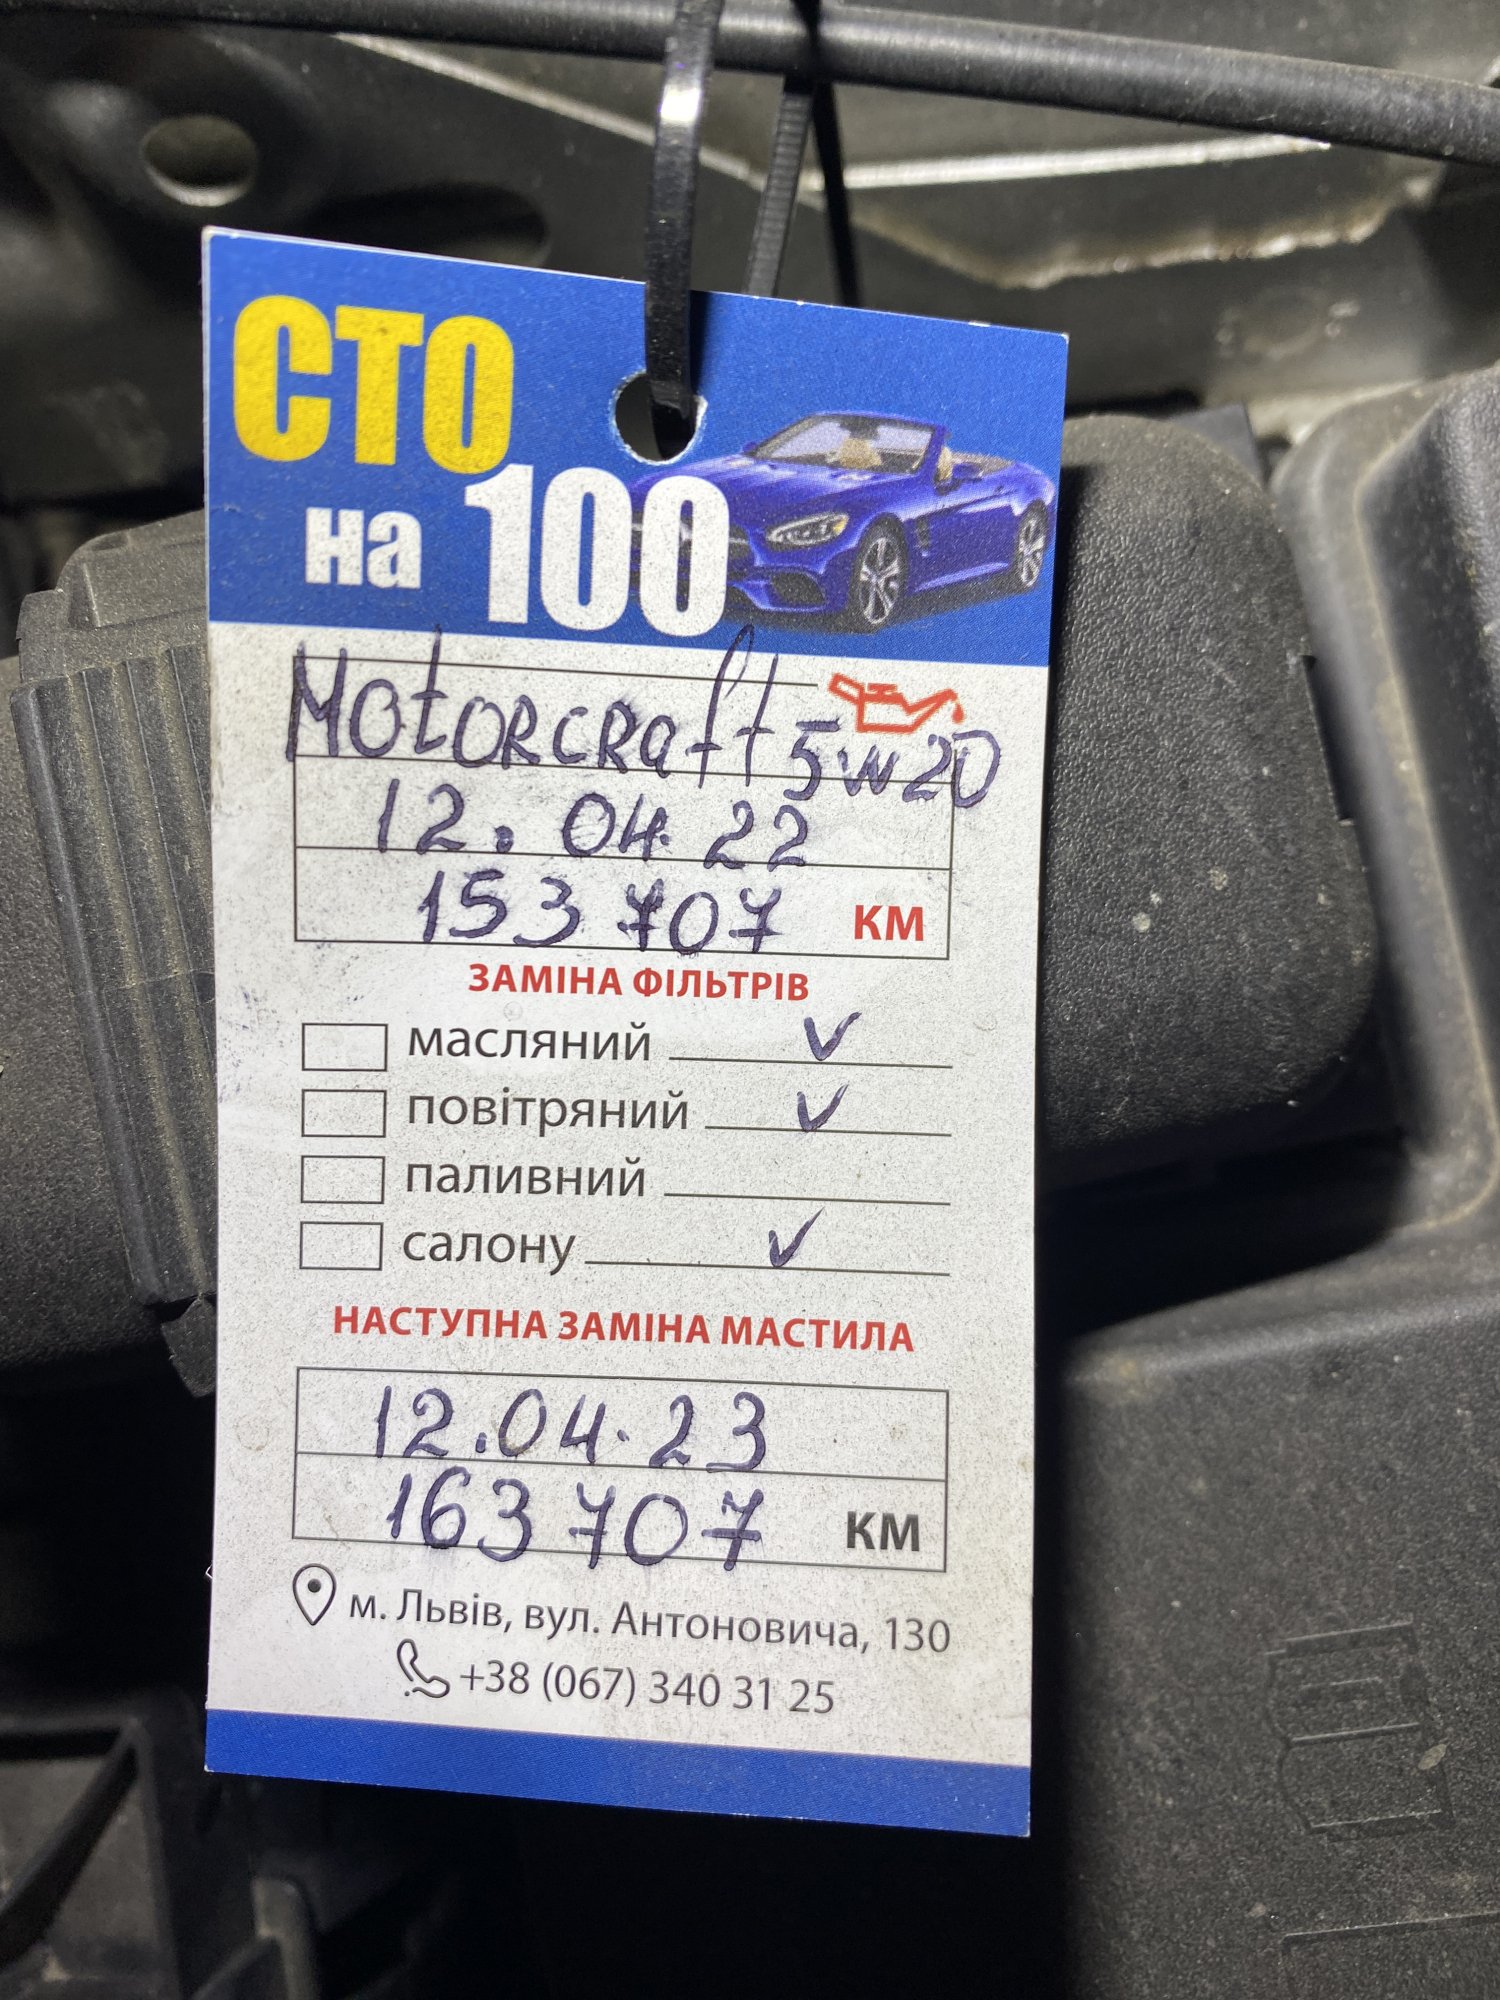 СТО
на 100
Motorcraft 5w20
12.04.22
153 707 КМ
ЗАМІНА ФІЛЬТРІВ
масляний ✓
повітряний ✓
паливний
салону ✓
НАСТУПНА ЗАМІНА МАСТИЛА
12.04.23
163 707 КМ
м. Львів, вул. Антоновича, 130
+38 (067) 340 31 25